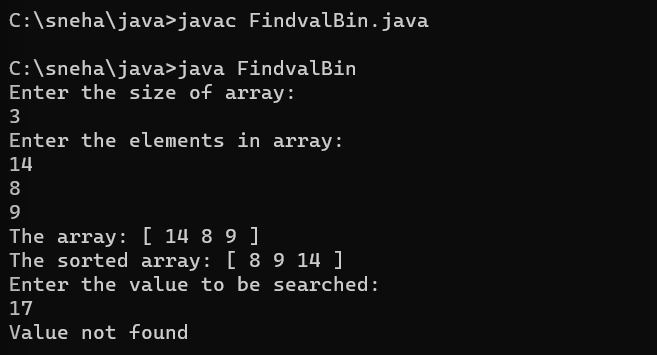 C:\sneha\java>javac FindvalBin.java
C:\sneha\java>java FindvalBin
Enter the size of array:
3
Enter the elements in array:
14
8
9
The array: [ 14 8 9 ]
The sorted array: [ 8 9 14 ]
Enter the value to be searched:
17
Value not found